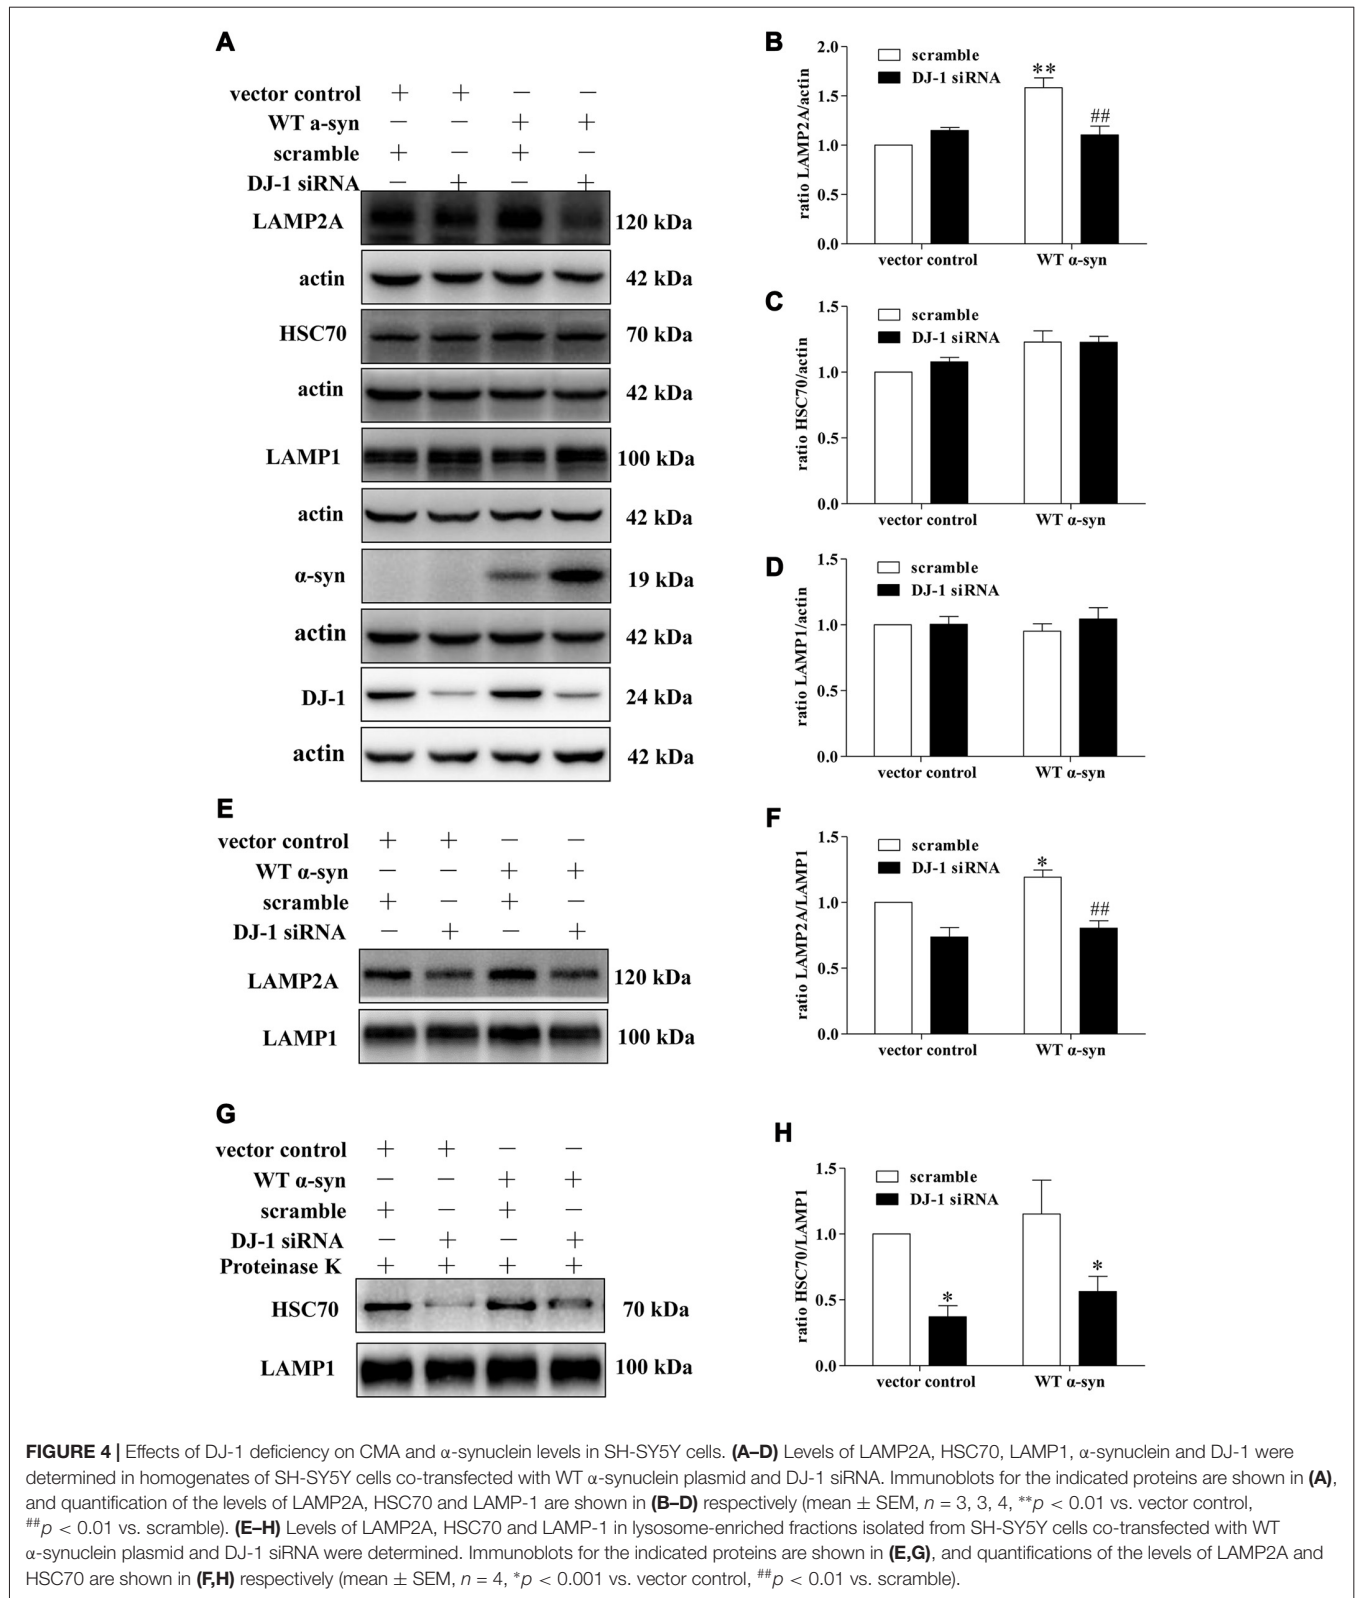 A
vector control + + − −
WT a-syn − − + +
scramble + − + −
DJ-1 siRNA − + − +
LAMP2A 120 kDa
actin 42 kDa
HSC70 70 kDa
actin 42 kDa
LAMP1 100 kDa
actin 42 kDa
α-syn 19 kDa
actin 42 kDa
DJ-1 24 kDa
actin 42 kDa
B
ratio LAMP2A/actin
2.0
1.5
1.0
0.5
0.0
scramble
DJ-1 siRNA
**
##
vector control WT α-syn
C
ratio HSC70/actin
1.5
1.0
0.5
0.0
scramble
DJ-1 siRNA
vector control WT α-syn
D
ratio LAMP1/actin
1.5
1.0
0.5
0.0
scramble
DJ-1 siRNA
vector control WT α-syn
E
vector control + + − −
WT α-syn − − + +
scramble + − + −
DJ-1 siRNA − + − +
LAMP2A 120 kDa
LAMP1 100 kDa
F
ratio LAMP2A/LAMP1
1.5
1.0
0.5
0.0
scramble
DJ-1 siRNA
*
##
vector control WT α-syn
G
vector control + + − −
WT α-syn − − + +
scramble + − + −
DJ-1 siRNA − + − +
Proteinase K + + + +
HSC70 70 kDa
LAMP1 100 kDa
H
ratio HSC70/LAMP1
1.5
1.0
0.5
0.0
scramble
DJ-1 siRNA
*
*
vector control WT α-syn
FIGURE 4 | Effects of DJ-1 deficiency on CMA and α-synuclein levels in SH-SY5Y cells. (A–D) Levels of LAMP2A, HSC70, LAMP1, α-synuclein and DJ-1 were
determined in homogenates of SH-SY5Y cells co-transfected with WT α-synuclein plasmid and DJ-1 siRNA. Immunoblots for the indicated proteins are shown in (A),
and quantification of the levels of LAMP2A, HSC70 and LAMP-1 are shown in (B–D) respectively (mean ± SEM, n = 3, 3, 4, **p < 0.01 vs. vector control,
##p < 0.01 vs. scramble). (E–H) Levels of LAMP2A, HSC70 and LAMP-1 in lysosome-enriched fractions isolated from SH-SY5Y cells co-transfected with WT
α-synuclein plasmid and DJ-1 siRNA were determined. Immunoblots for the indicated proteins are shown in (E,G), and quantifications of the levels of LAMP2A and
HSC70 are shown in (F,H) respectively (mean ± SEM, n = 4, *p < 0.001 vs. vector control, ##p < 0.01 vs. scramble).